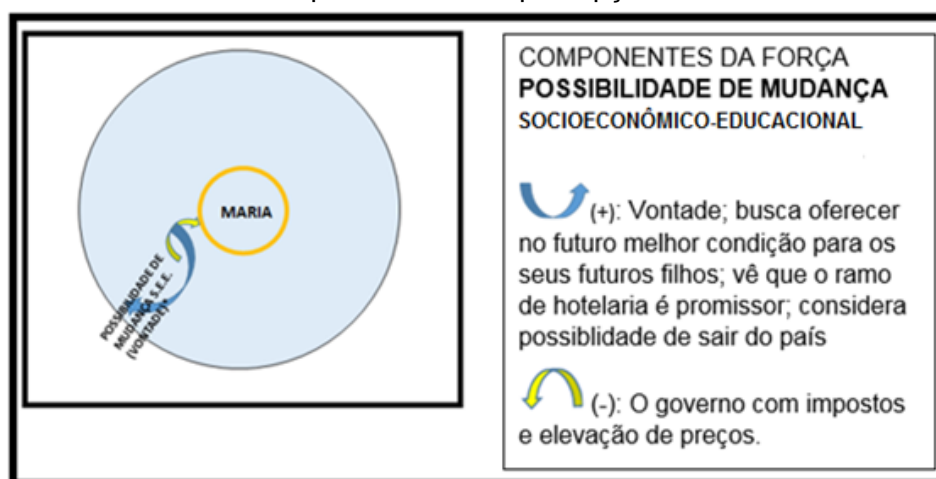 MARIA
POSSIBILIDADE DE
MUDANÇA S.E.E.
(VONTADE)*
COMPONENTES DA FORÇA
POSSIBILIDADE DE MUDANÇA
SOCIOECONÔMICO-EDUCACIONAL
(+): Vontade; busca oferecer
no futuro melhor condição para os
seus futuros filhos; vê que o ramo
de hotelaria é promissor; considera
possiblidade de sair do país
(-): O governo com impostos
e elevação de preços.